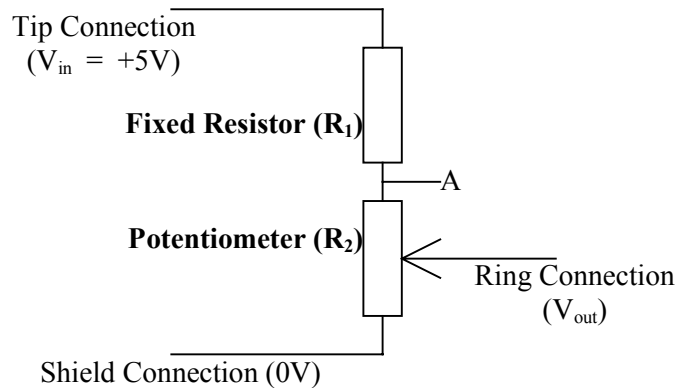 Tip Connection
(Vin = +5V)
Fixed Resistor (R1)
A
Potentiometer (R2)
Ring Connection
(Vout)
Shield Connection (0V)